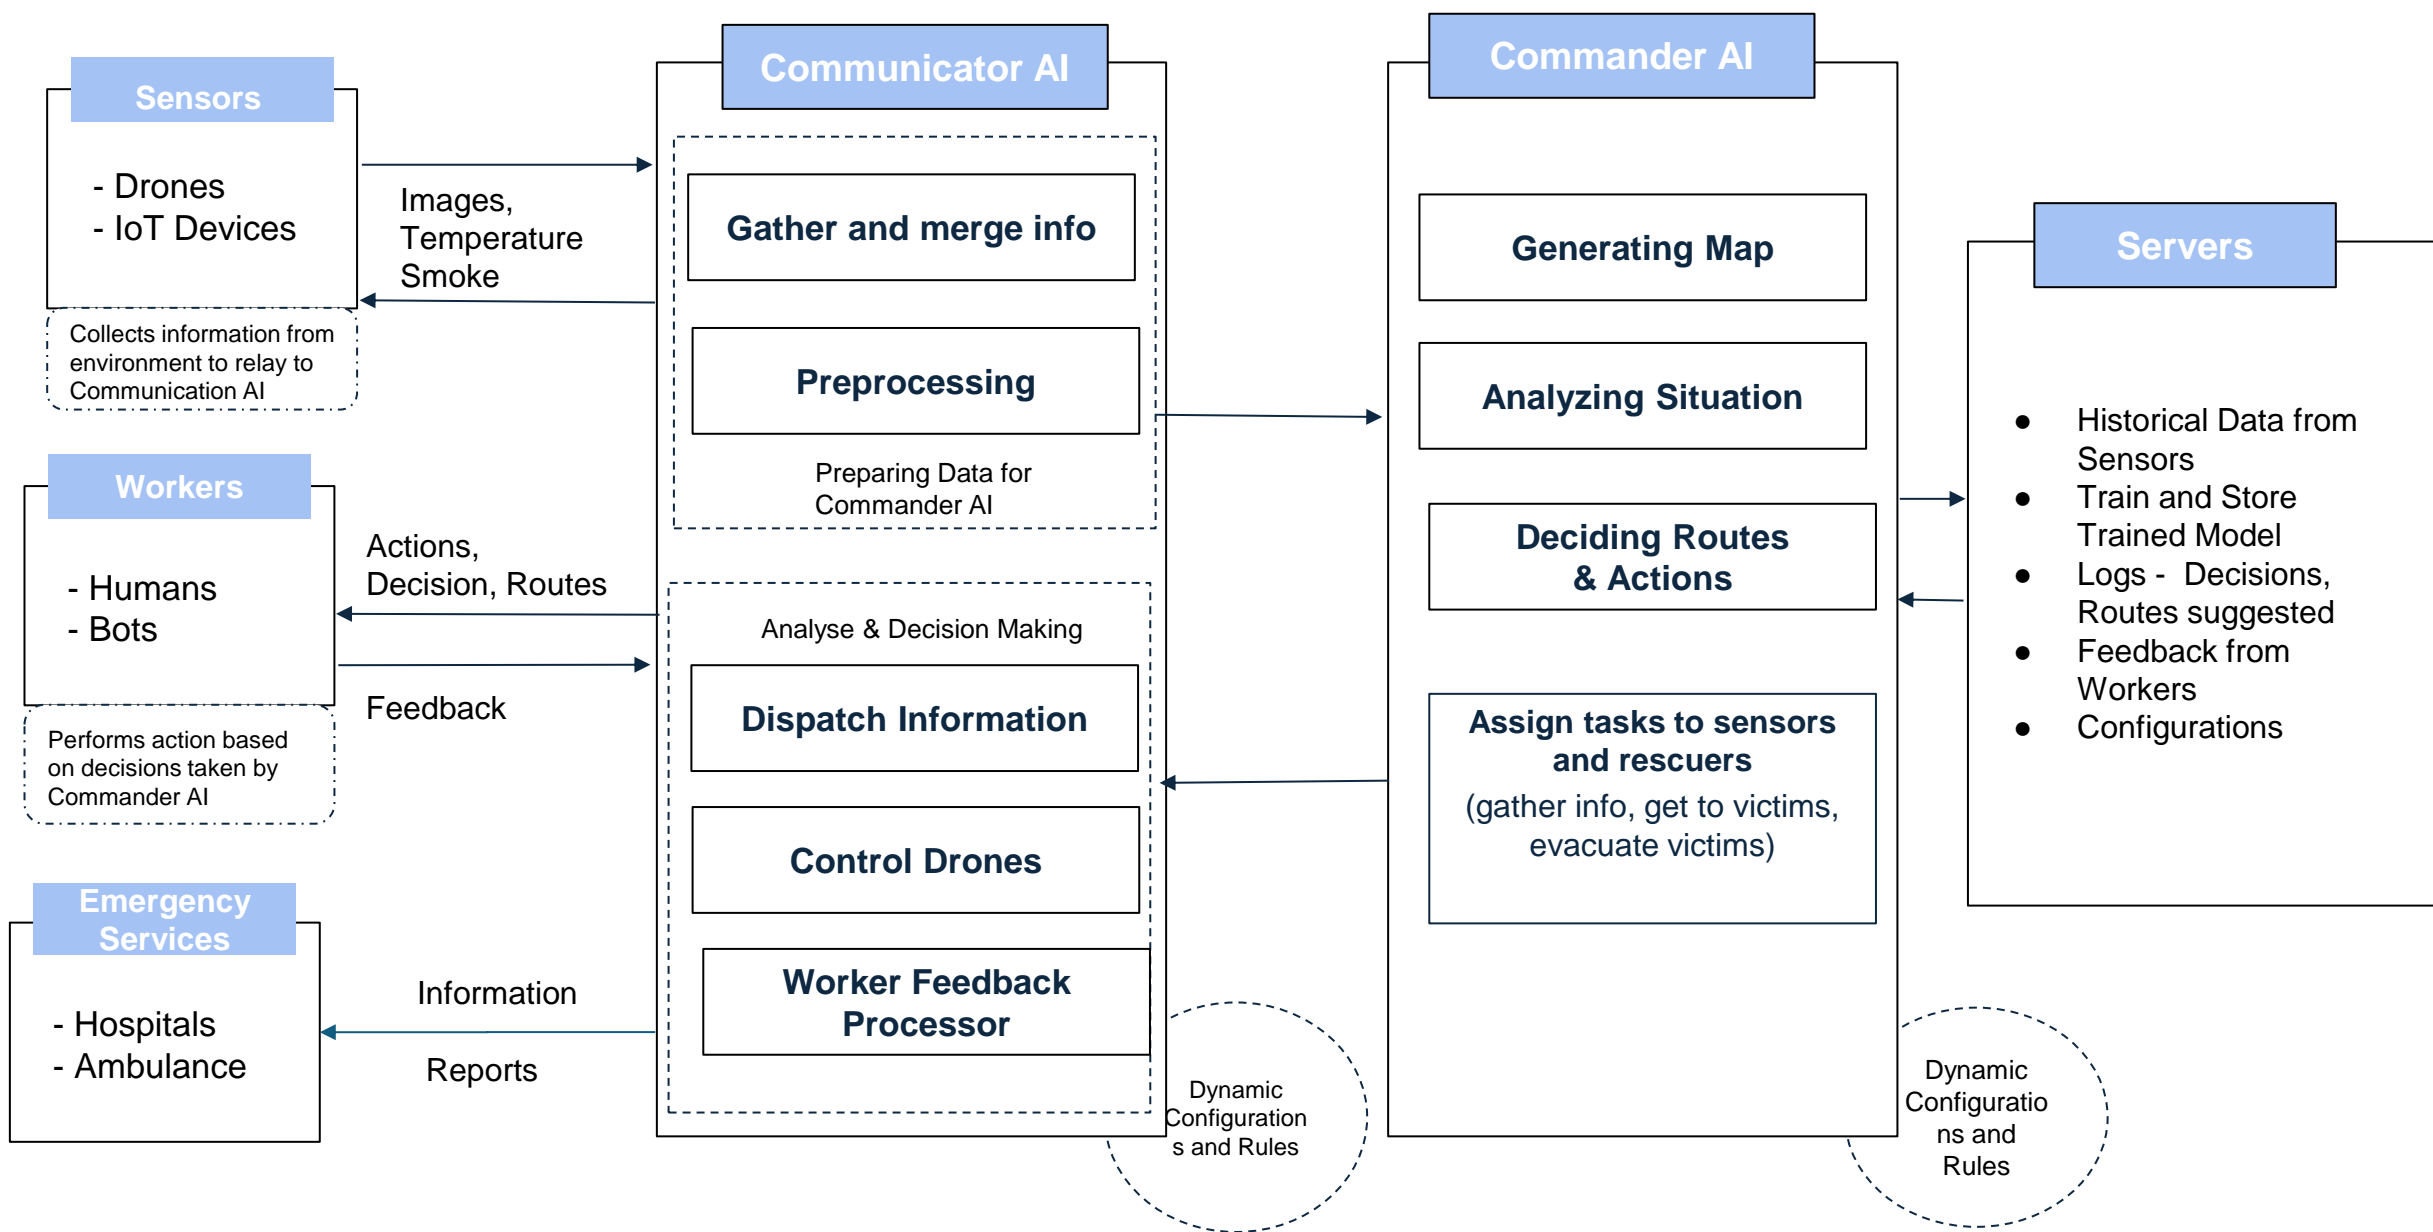 Sensors
- Drones
- IoT Devices
Collects information from
environment to relay to
Communication AI
Images,
Temperature
Smoke
Workers
- Humans
- Bots
Performs action based
on decisions taken by
Commander AI
Actions,
Decision, Routes
Feedback
Emergency
Services
- Hospitals
- Ambulance
Information
Reports
Communicator AI
Gather and merge info
Preprocessing
Preparing Data for
Commander AI
Analyse & Decision Making
Dispatch Information
Control Drones
Worker Feedback
Processor
Dynamic
Configuration
s and Rules
Commander AI
Generating Map
Analyzing Situation
Deciding Routes
& Actions
Assign tasks to sensors
and rescuers
(gather info, get to victims,
evacuate victims)
Dynamic
Configuratio
ns and
Rules
Servers
● Historical Data from
Sensors
● Train and Store
Trained Model
● Logs - Decisions,
Routes suggested
● Feedback from
Workers
● Configurations